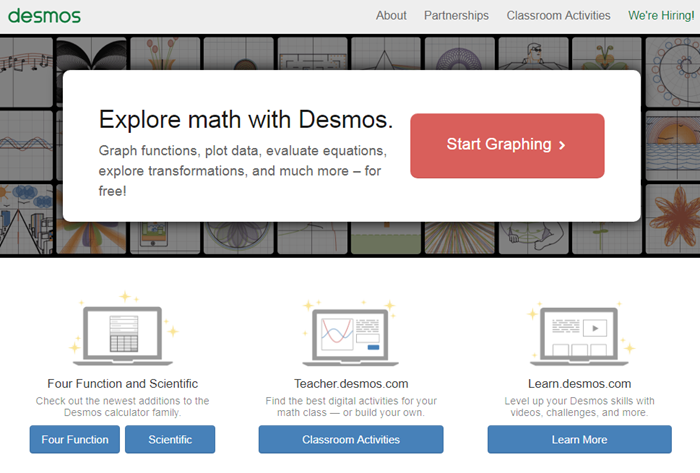 desmos
About Partnerships Classroom Activities We're Hiring!
Explore math with Desmos.
Graph functions, plot data, evaluate equations,
explore transformations, and much more – for
free!
Start Graphing ›
Four Function and Scientific
Check out the newest additions to the
Desmos calculator family.
Four Function
Scientific
Teacher.desmos.com
Find the best digital activities for your
math class — or build your own.
Classroom Activities
Learn.desmos.com
Level up your Desmos skills with
videos, challenges, and more.
Learn More